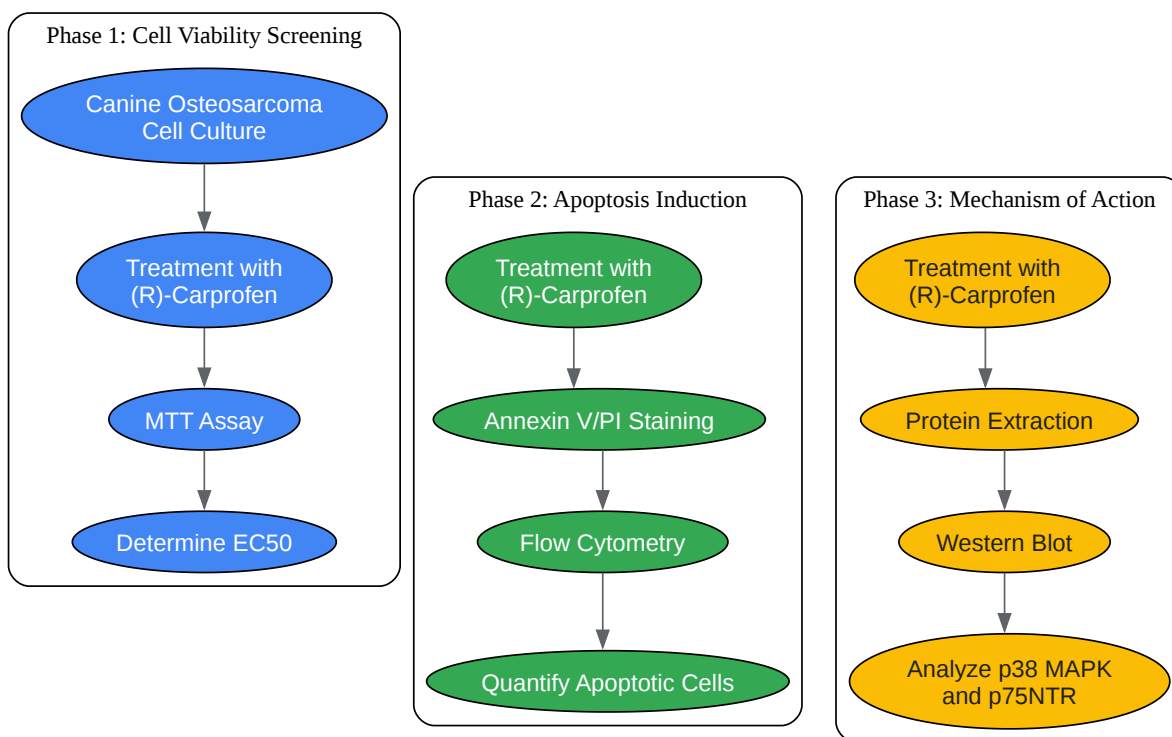 Phase 1: Cell Viability Screening
Canine Osteosarcoma
Cell Culture
Treatment with
(R)-Carprofen
MTT Assay
Determine EC50
Phase 2: Apoptosis Induction
Treatment with
(R)-Carprofen
Annexin V/PI Staining
Flow Cytometry
Quantify Apoptotic Cells
Phase 3: Mechanism of Action
Treatment with
(R)-Carprofen
Protein Extraction
Western Blot
Analyze p38 MAPK
and p75NTR